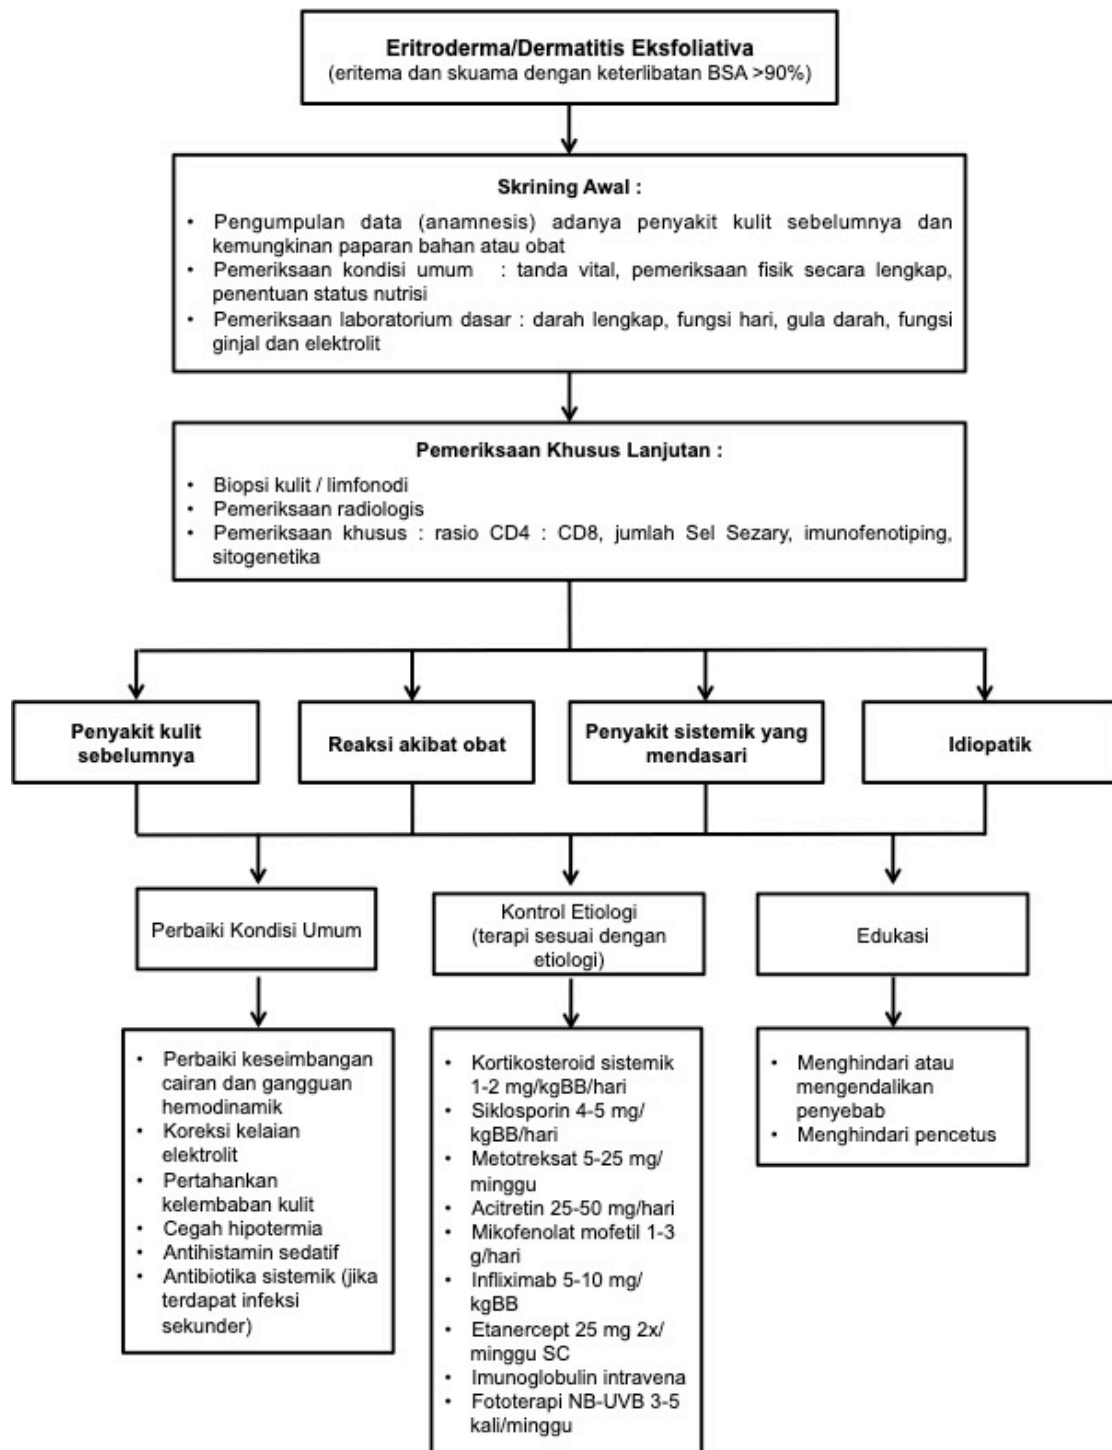 Eritroderma/Dermatitis Eksfoliativa
(eritema dan skuama dengan keterlibatan BSA >90%)
Skrining Awal :
• Pengumpulan data (anamnesis) adanya penyakit kulit sebelumnya dan
kemungkinan paparan bahan atau obat
• Pemeriksaan kondisi umum : tanda vital, pemeriksaan fisik secara lengkap,
penentuan status nutrisi
• Pemeriksaan laboratorium dasar : darah lengkap, fungsi hari, gula darah, fungsi
ginjal dan elektrolit
Pemeriksaan Khusus Lanjutan :
• Biopsi kulit / limfonodi
• Pemeriksaan radiologis
• Pemeriksaan khusus : rasio CD4 : CD8, jumlah Sel Sezary, imunofenotiping,
sitogenetika
Penyakit kulit
sebelumnya
Reaksi akibat obat
Penyakit sistemik yang
mendasari
Idiopatik
Perbaiki Kondisi Umum
Kontrol Etiologi
(terapi sesuai dengan
etiologi)
Edukasi
• Perbaiki keseimbangan
cairan dan gangguan
hemodinamik
• Koreksi kelaian
elektrolit
• Pertahankan
kelembaban kulit
• Cegah hipotermia
• Antihistamin sedatif
• Antibiotika sistemik (jika
terdapat infeksi
sekunder)
• Kortikosteroid sistemik
1-2 mg/kgBB/hari
• Siklosporin 4-5 mg/
kgBB/hari
• Metotreksat 5-25 mg/
minggu
• Acitretin 25-50 mg/hari
• Mikofenolat mofetil 1-3
g/hari
• Infliximab 5-10 mg/
kgBB
• Etanercept 25 mg 2x/
minggu SC
• Imunoglobulin intravena
• Fototerapi NB-UVB 3-5
kali/minggu
• Menghindari atau
mengendalikan
penyebab
• Menghindari pencetus